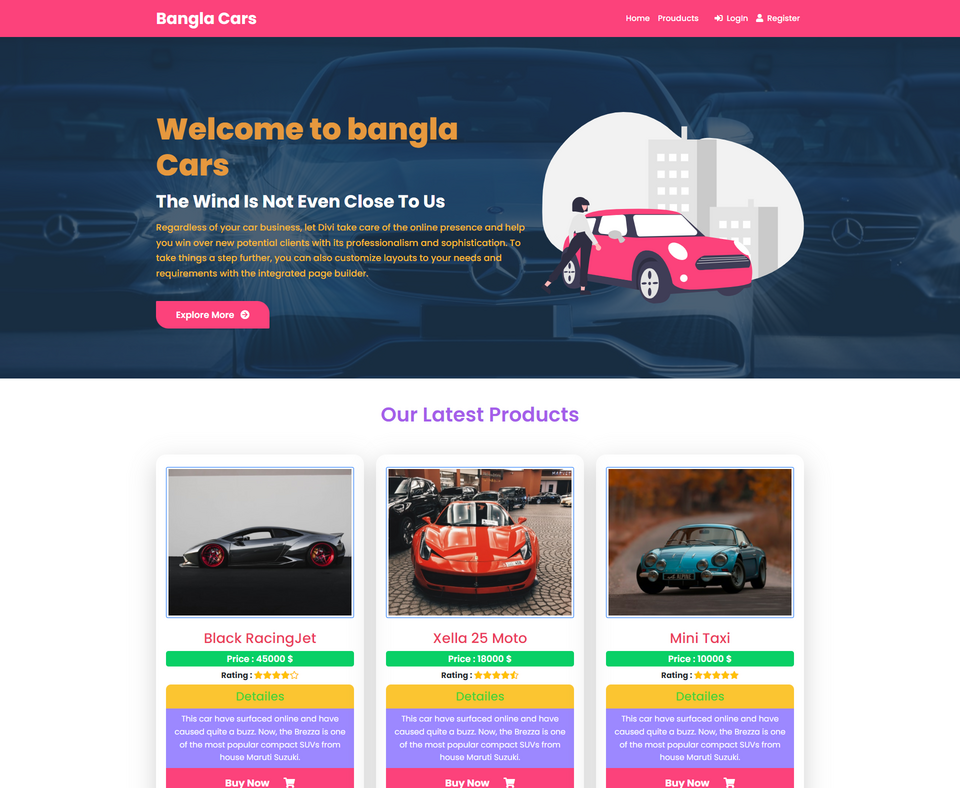 Bangla Cars
Home Prouducts Login Register
Welcome to bangla
Cars
The Wind Is Not Even Close To Us
Regardless of your car business, let Divi take care of the online presence and help
you win over new potential clients with its professionalism and sophistication. To
take things a step further, you can also customize layouts to your needs and
requirements with the integrated page builder.
Explore More
Our Latest Products
Black RacingJet
Price : 45000 $
Rating :
Detailes
This car have surfaced online and have
caused quite a buzz. Now, the Brezza is one
of the most popular compact SUVs from
house Maruti Suzuki.
Buy Now
Xella 25 Moto
Price : 18000 $
Rating :
Detailes
This car have surfaced online and have
caused quite a buzz. Now, the Brezza is one
of the most popular compact SUVs from
house Maruti Suzuki.
Buy Now
Mini Taxi
Price : 10000 $
Rating :
Detailes
This car have surfaced online and have
caused quite a buzz. Now, the Brezza is one
of the most popular compact SUVs from
house Maruti Suzuki.
Buy Now